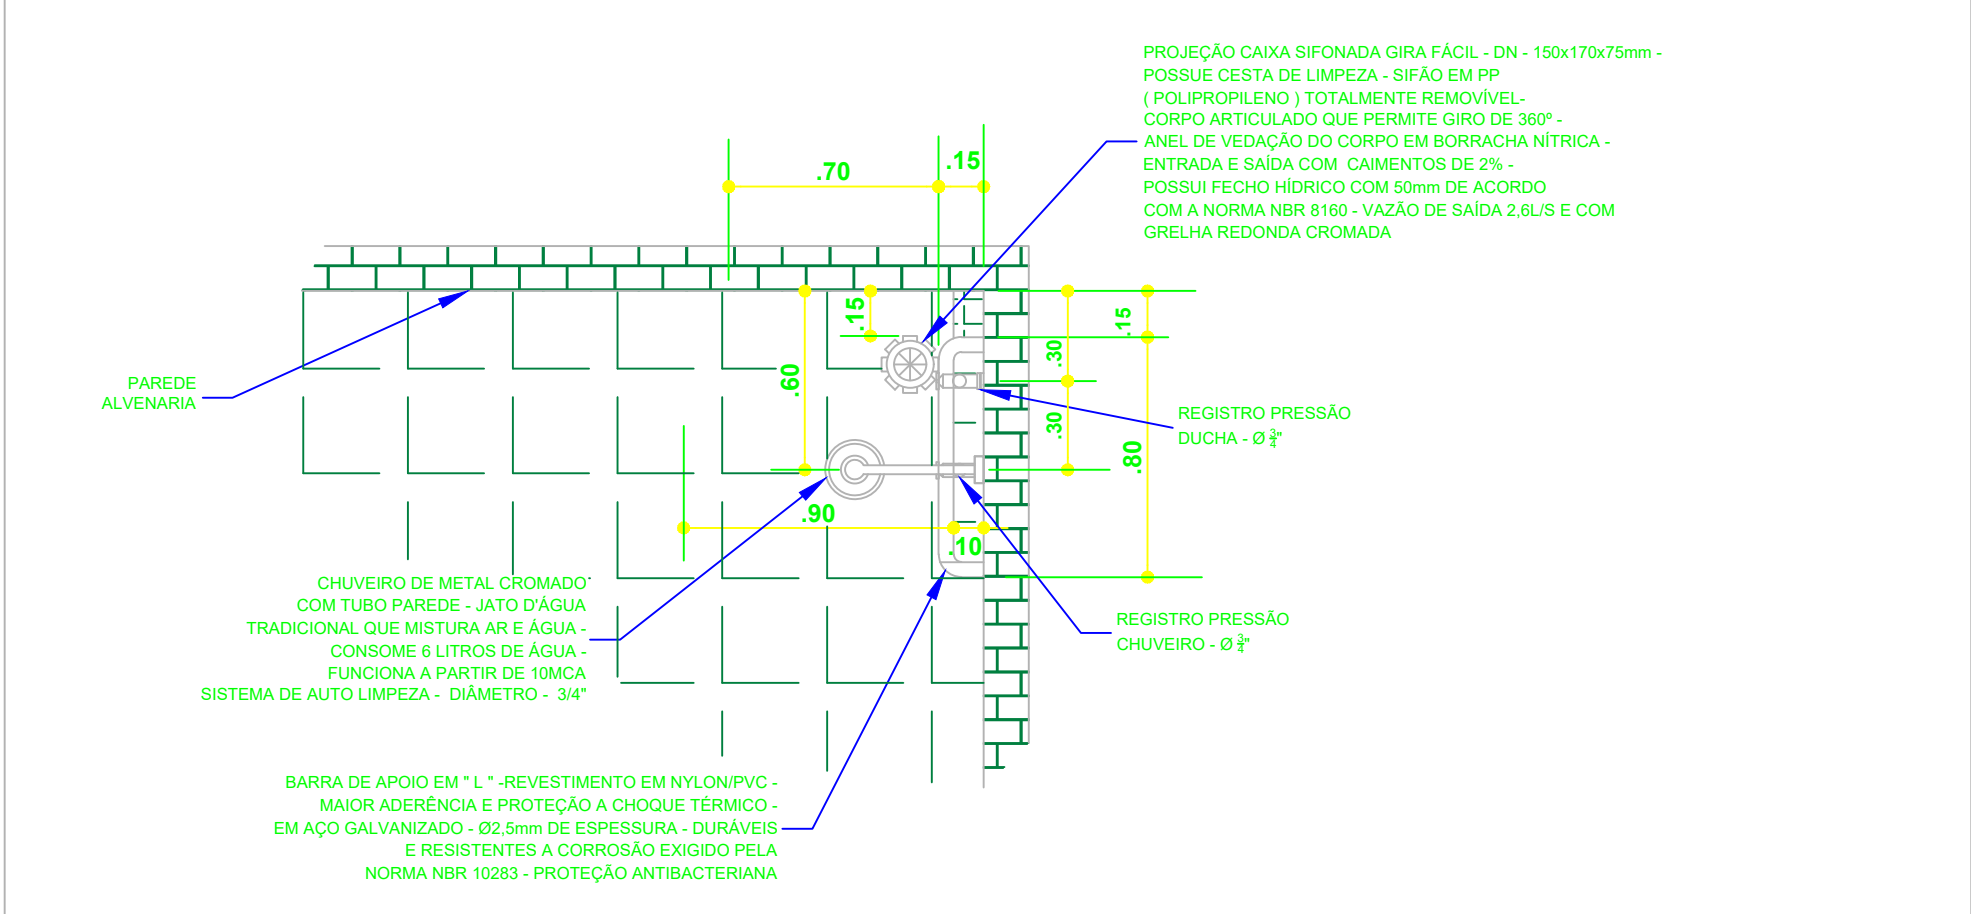 PROJEÇÃO CAIXA SIFONADA GIRA FÁCIL - DN - 150x170x75mm -
POSSUE CESTA DE LIMPEZA - SIFÃO EM PP
( POLIPROPILENO ) TOTALMENTE REMOVÍVEL-
CORPO ARTICULADO QUE PERMITE GIRO DE 360º -
ANEL DE VEDAÇÃO DO CORPO EM BORRACHA NÍTRICA -
ENTRADA E SAÍDA COM CAIMENTOS DE 2% -
POSSUI FECHO HÍDRICO COM 50mm DE ACORDO
COM A NORMA NBR 8160 - VAZÃO DE SAÍDA 2,6L/S E COM
GRELHA REDONDA CROMADA
.70
.15
.15
.15
.30
.60
.30
.80
.90
.10
PAREDE
ALVENARIA
REGISTRO PRESSÃO
DUCHA - Ø 3/4"
CHUVEIRO DE METAL CROMADO
COM TUBO PAREDE - JATO D'ÁGUA
TRADICIONAL QUE MISTURA AR E ÁGUA -
CONSOME 6 LITROS DE ÁGUA -
FUNCIONA A PARTIR DE 10MCA
SISTEMA DE AUTO LIMPEZA - DIÂMETRO - 3/4"
REGISTRO PRESSÃO
CHUVEIRO - Ø 3/4"
BARRA DE APOIO EM " L " -REVESTIMENTO EM NYLON/PVC -
MAIOR ADERÊNCIA E PROTEÇÃO A CHOQUE TÉRMICO -
EM AÇO GALVANIZADO - Ø2,5mm DE ESPESSURA - DURÁVEIS
E RESISTENTES A CORROSÃO EXIGIDO PELA
NORMA NBR 10283 - PROTEÇÃO ANTIBACTERIANA